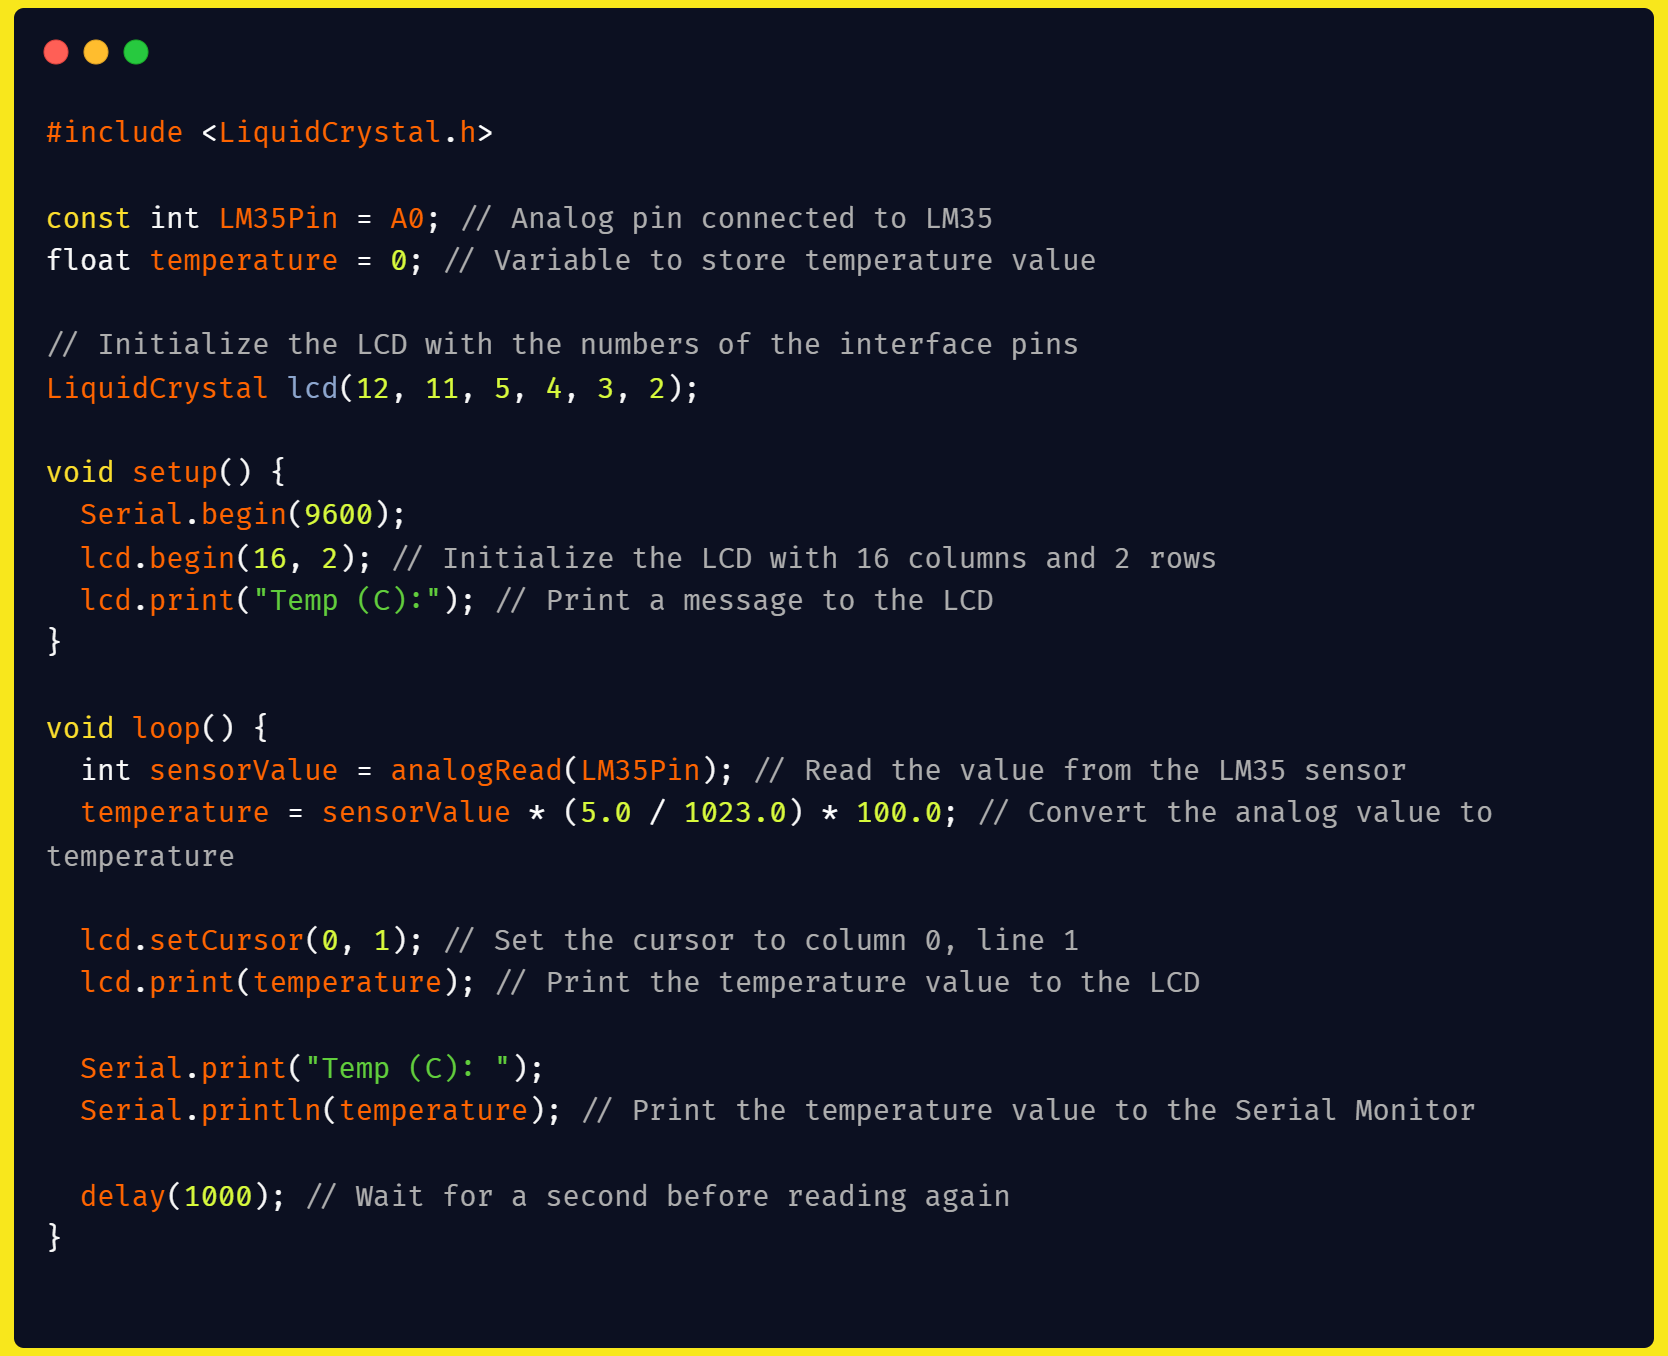 #include <LiquidCrystal.h>

const int LM35Pin = A0; // Analog pin connected to LM35
float temperature = 0; // Variable to store temperature value

// Initialize the LCD with the numbers of the interface pins
LiquidCrystal lcd(12, 11, 5, 4, 3, 2);

void setup() {
  Serial.begin(9600);
  lcd.begin(16, 2); // Initialize the LCD with 16 columns and 2 rows
  lcd.print("Temp (C):"); // Print a message to the LCD
}

void loop() {
  int sensorValue = analogRead(LM35Pin); // Read the value from the LM35 sensor
  temperature = sensorValue * (5.0 / 1023.0) * 100.0; // Convert the analog value to
temperature

  lcd.setCursor(0, 1); // Set the cursor to column 0, line 1
  lcd.print(temperature); // Print the temperature value to the LCD

  Serial.print("Temp (C): ");
  Serial.println(temperature); // Print the temperature value to the Serial Monitor

  delay(1000); // Wait for a second before reading again
}